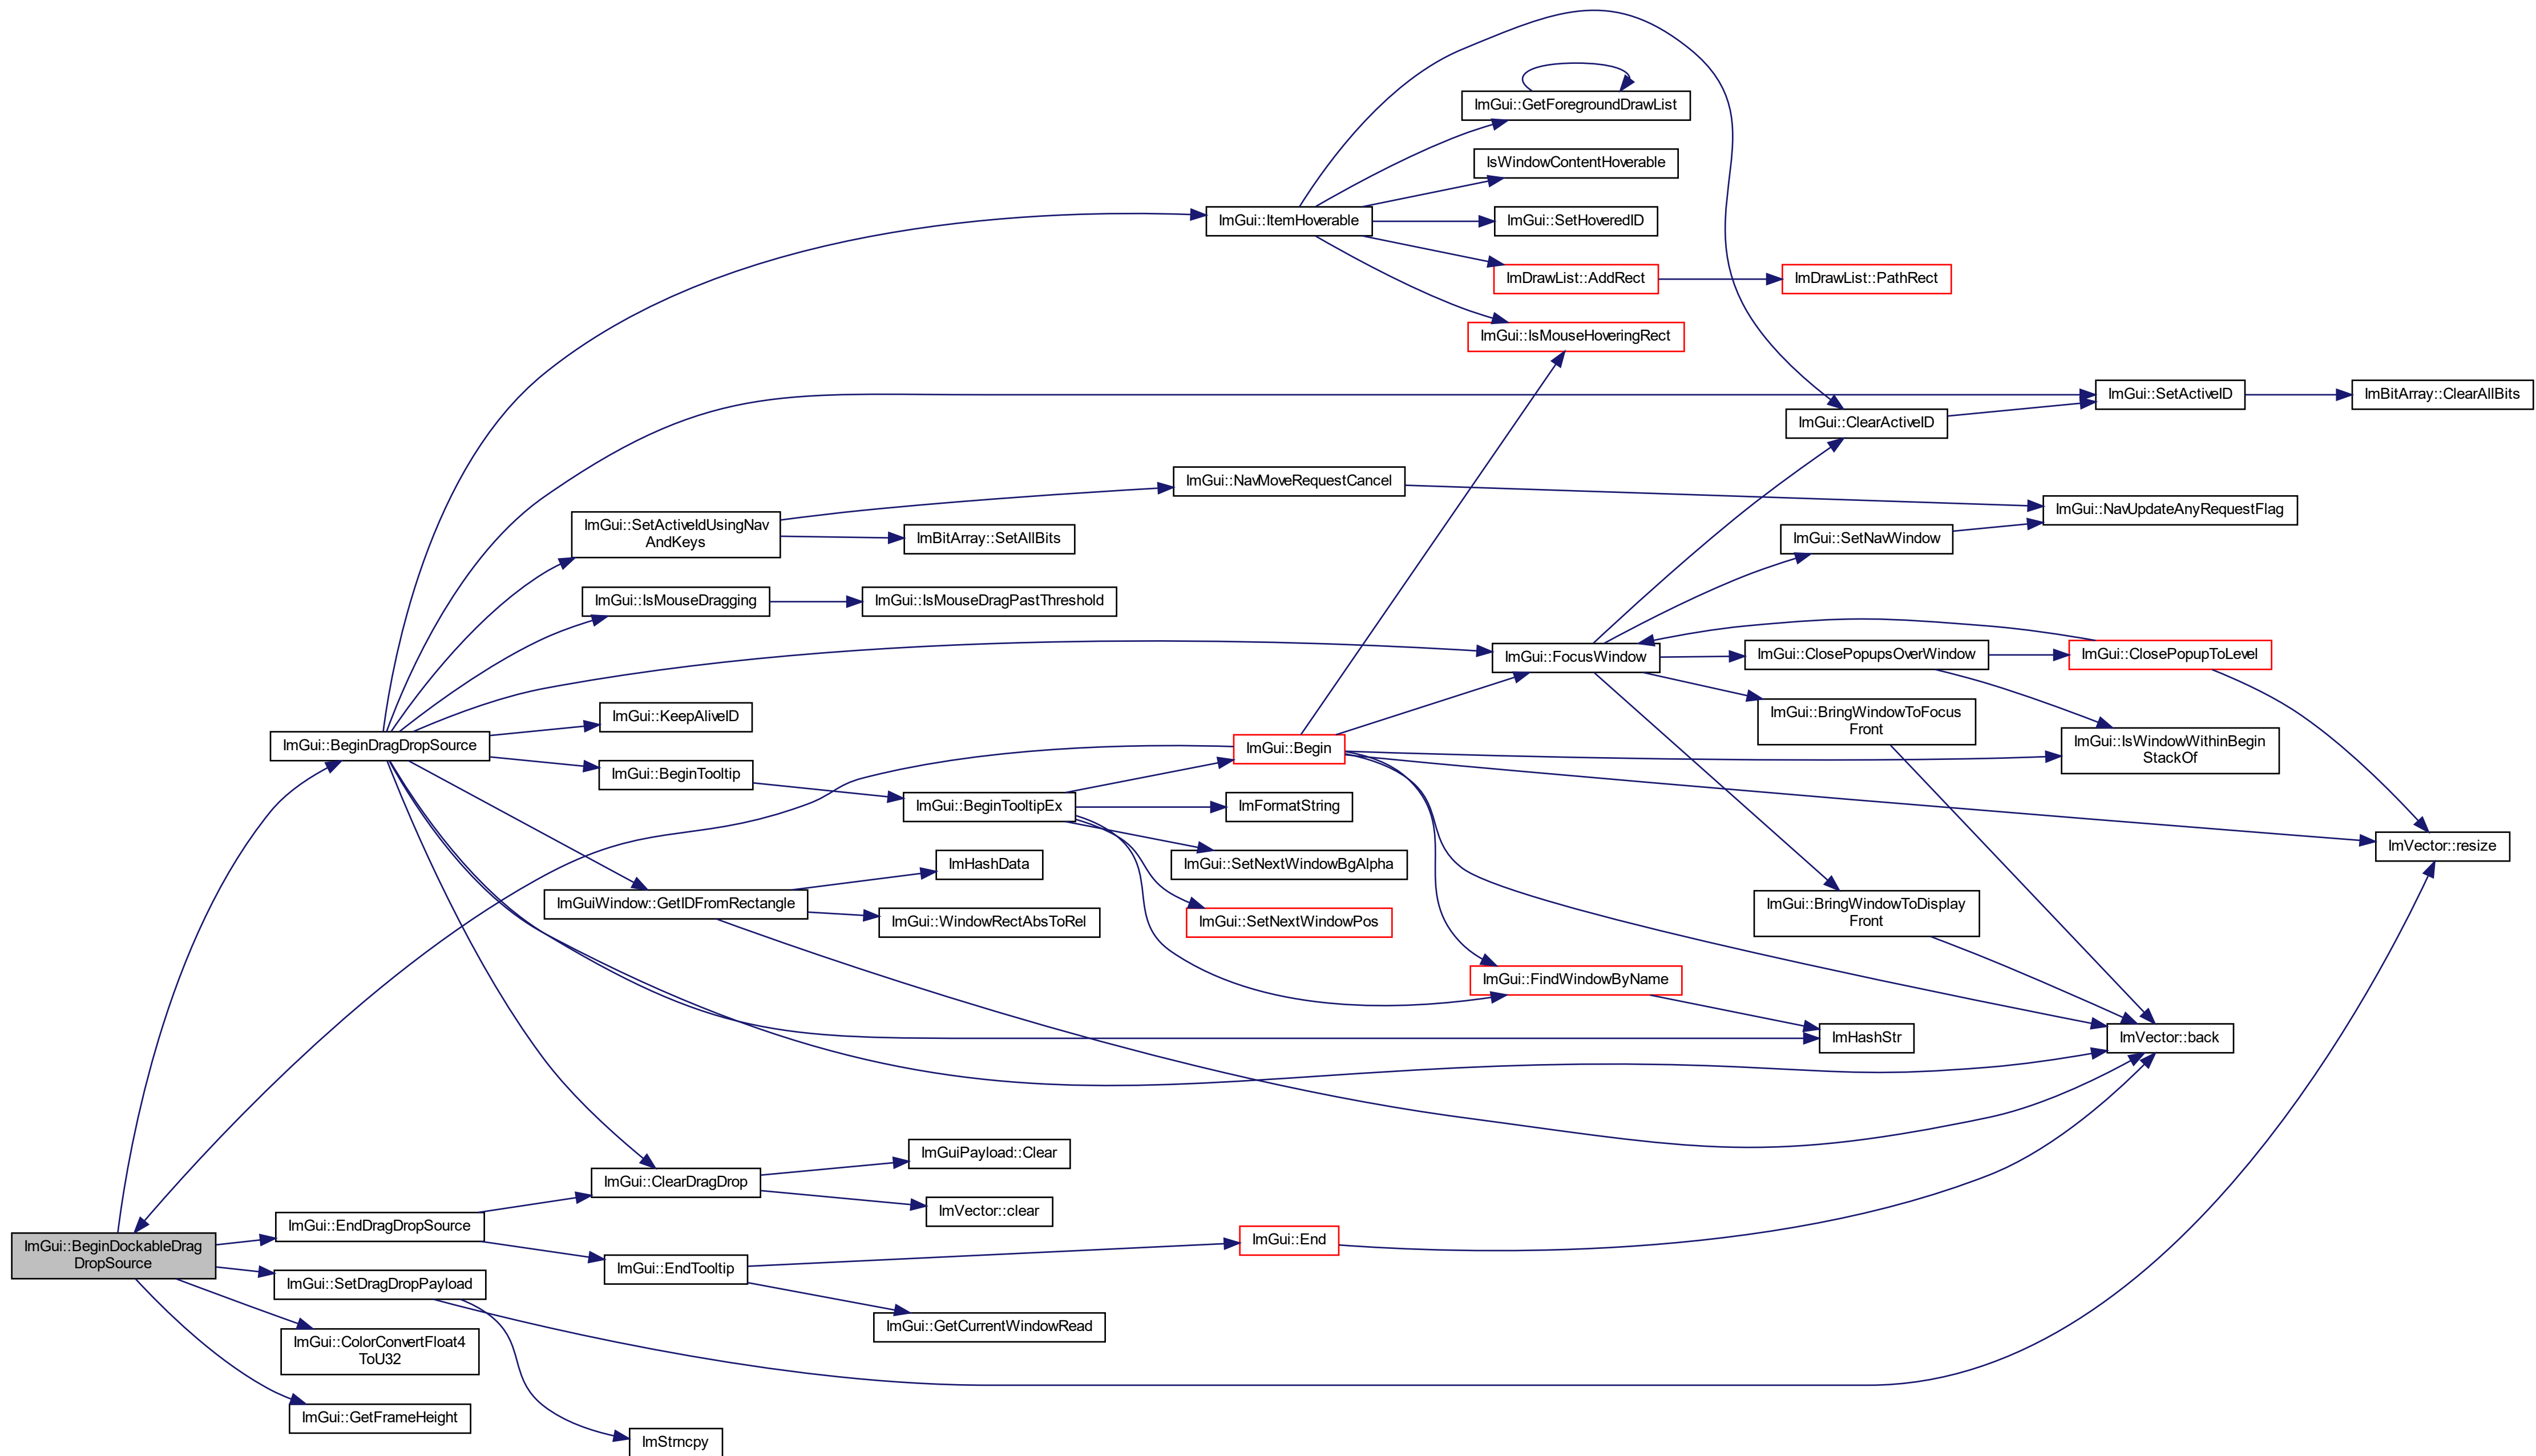 ImGui::GetForegroundDrawList
IsWindowContentHoverable
ImGui::ItemHoverable
ImGui::SetHoveredID
ImDrawList::AddRect
ImDrawList::PathRect
ImGui::IsMouseHoveringRect
ImGui::SetActiveID
ImBitArray::ClearAllBits
ImGui::ClearActiveID
ImGui::NavMoveRequestCancel
ImGui::NavUpdateAnyRequestFlag
ImGui::SetActiveIdUsingNav
AndKeys
ImBitArray::SetAllBits
ImGui::SetNavWindow
ImGui::IsMouseDragging
ImGui::IsMouseDragPastThreshold
ImGui::FocusWindow
ImGui::ClosePopupsOverWindow
ImGui::ClosePopupToLevel
ImGui::KeepAliveID
ImGui::BringWindowToFocus
Front
ImGui::BeginDragDropSource
ImGui::Begin
ImGui::IsWindowWithinBegin
StackOf
ImGui::BeginTooltip
ImGui::BeginTooltipEx
ImFormatString
ImVector::resize
ImHashData
ImGui::SetNextWindowBgAlpha
ImGuiWindow::GetIDFromRectangle
ImGui::WindowRectAbsToRel
ImGui::SetNextWindowPos
ImGui::BringWindowToDisplay
Front
ImGui::FindWindowByName
ImHashStr
ImVector::back
ImGuiPayload::Clear
ImGui::ClearDragDrop
ImVector::clear
ImGui::EndDragDropSource
ImGui::End
ImGui::BeginDockableDrag
DropSource
ImGui::EndTooltip
ImGui::SetDragDropPayload
ImGui::GetCurrentWindowRead
ImGui::ColorConvertFloat4
ToU32
ImGui::GetFrameHeight
ImStrncpy